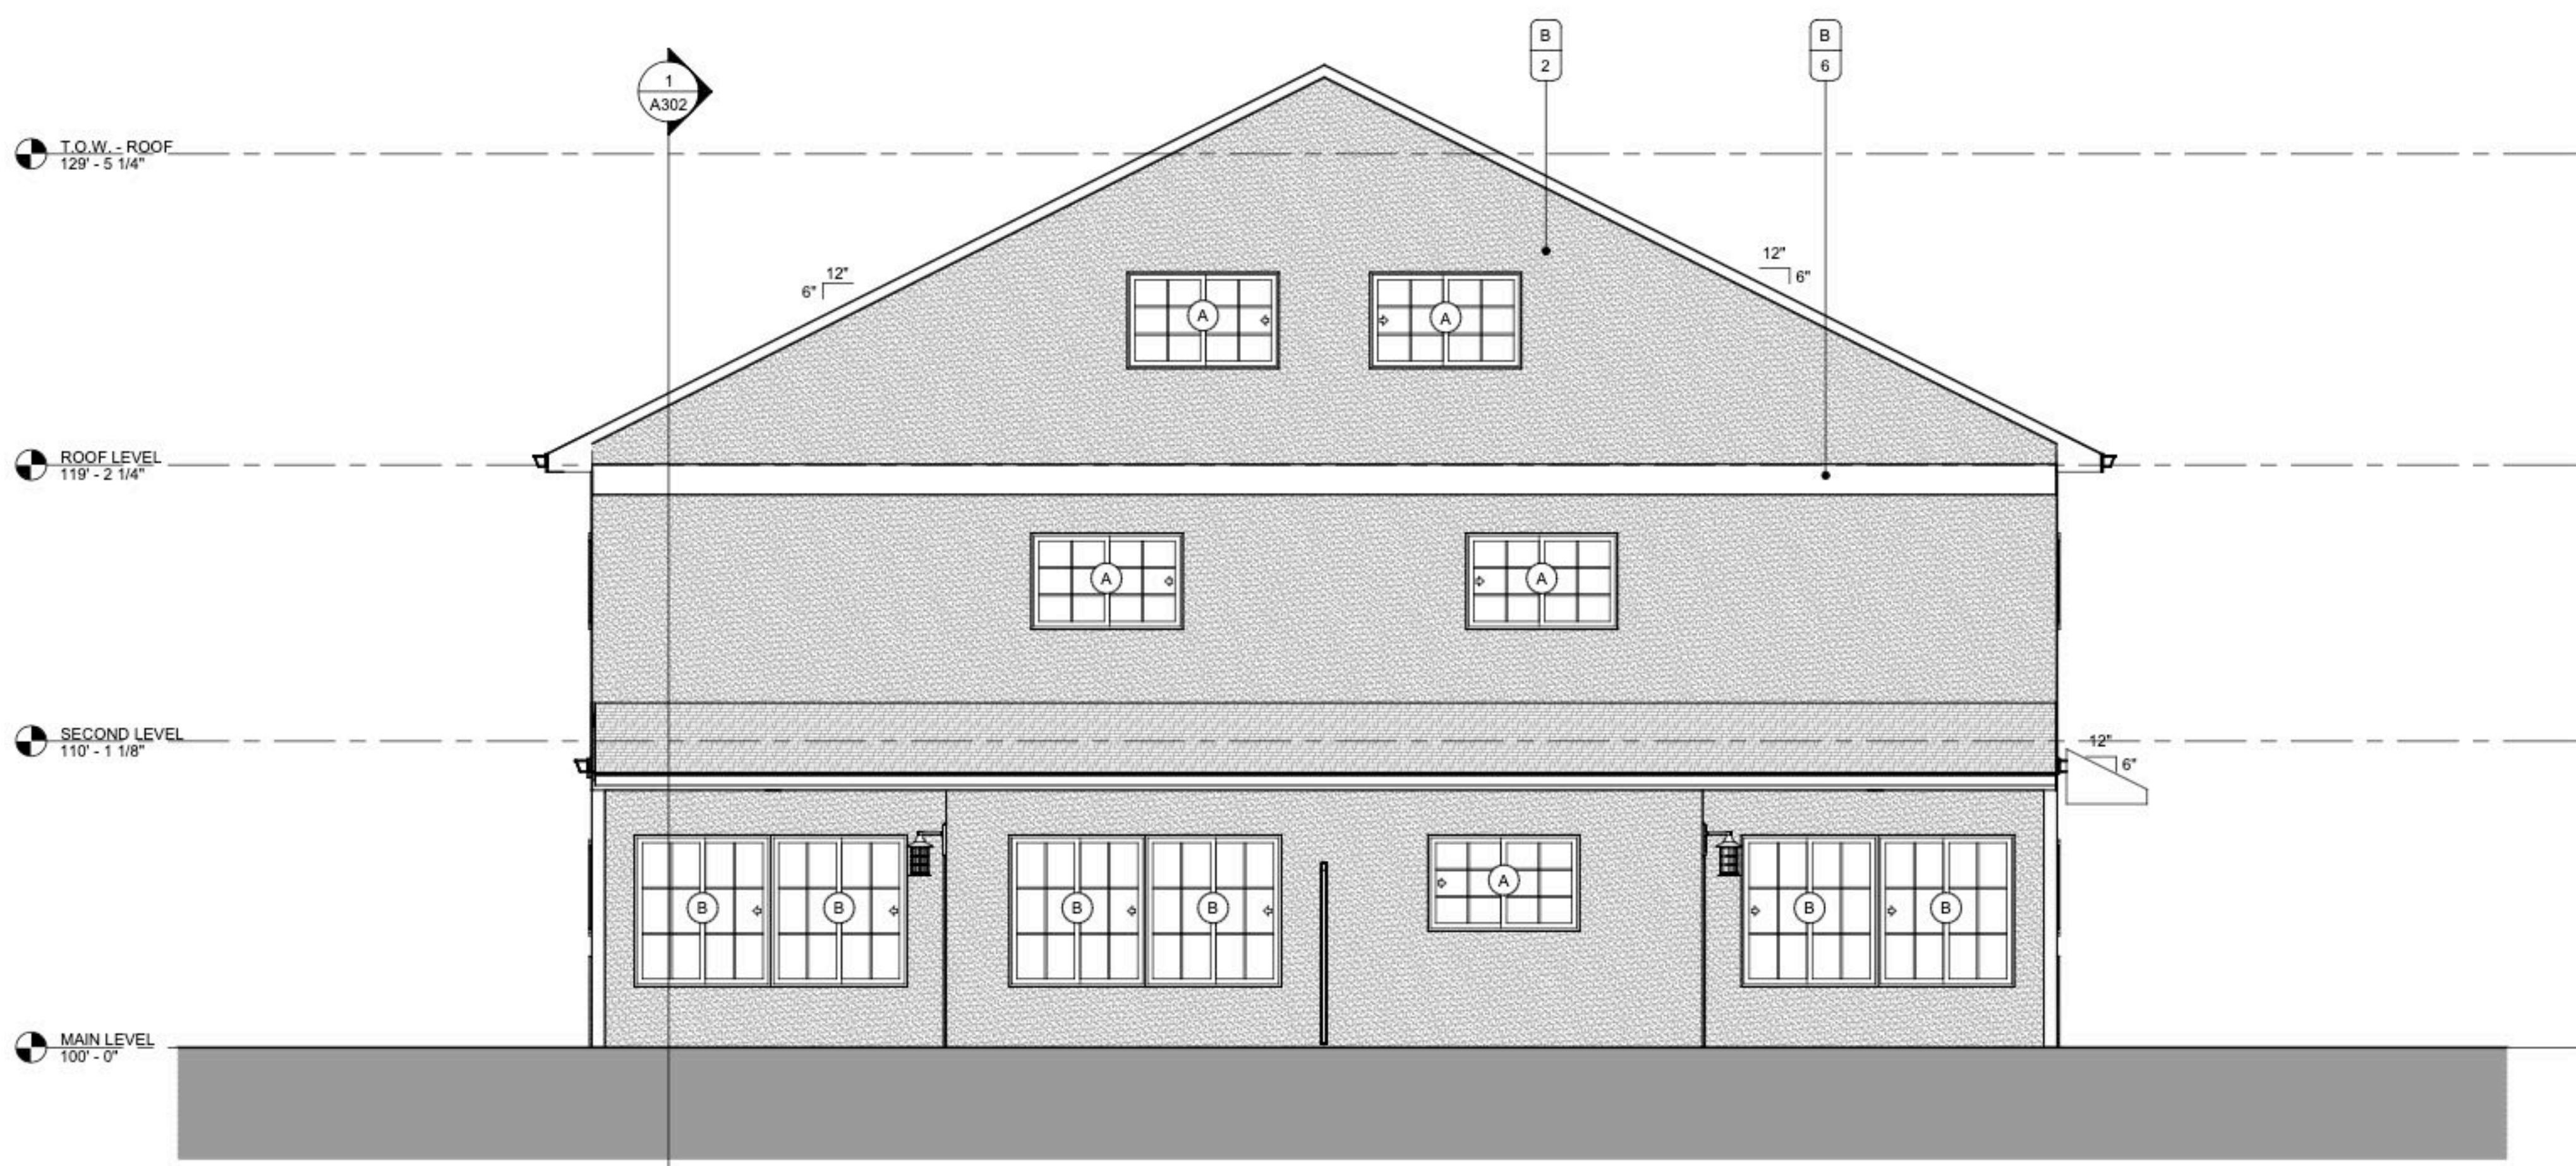 B
2
B
6
1
A302
T.O.W. - ROOF
129' - 5 1/4"
12"
6"
12"
6"
A
A
ROOF LEVEL
119' - 2 1/4"
A
A
SECOND LEVEL
110' - 1 1/8"
12"
6"
A
B
B
B
B
B
B
MAIN LEVEL
100' - 0"